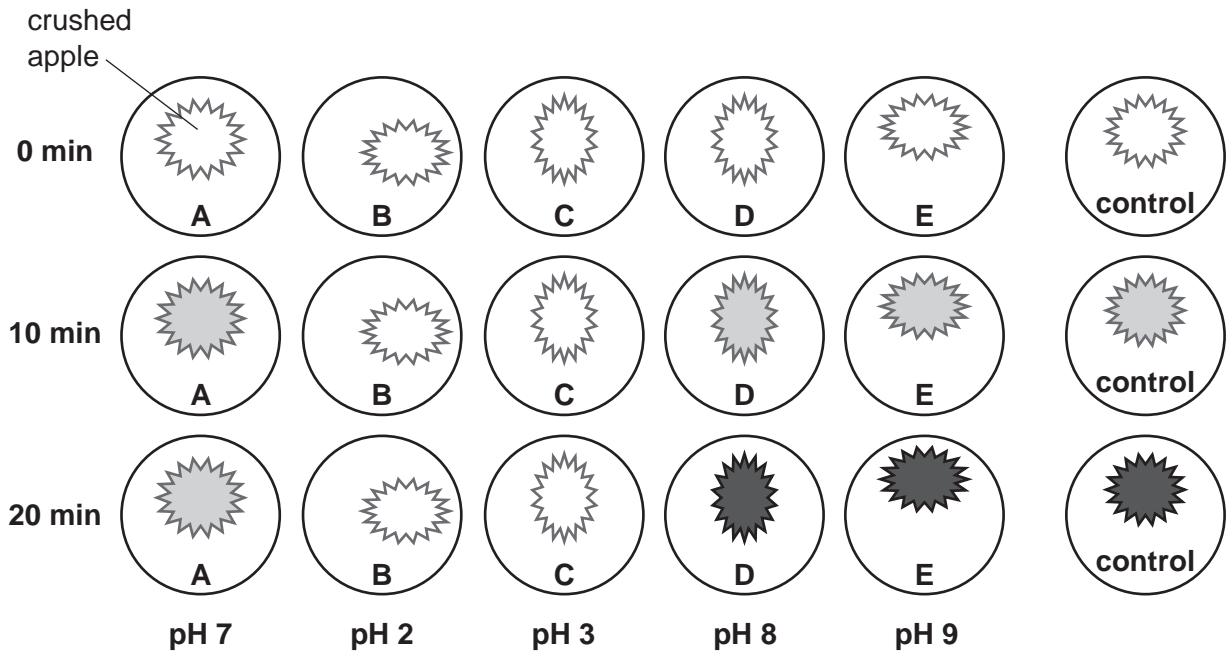 crushed
apple
0 min
A
B
C
D
E
control
10 min
A
B
C
D
E
control
20 min
A
B
C
D
E
control
pH 7
pH 2
pH 3
pH 8
pH 9